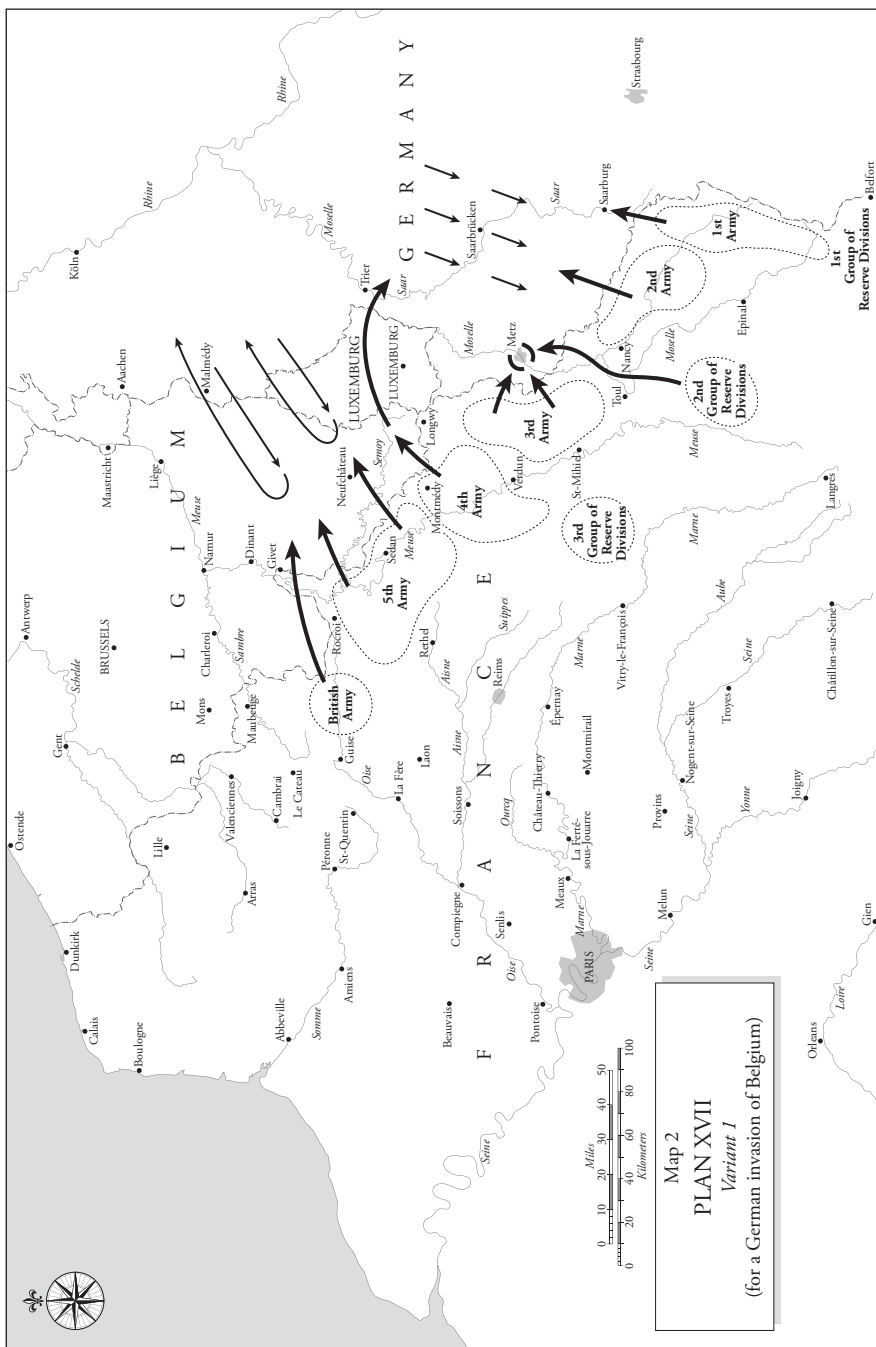 Map 2
PLAN XVII
Variant 1
(for a German invasion of Belgium)
Miles
0 10 20 30 40 50
0 20 40 60 80 100
Kilometers
Ostende
Dunkirk
Calais
Boulogne
Gent
Antwerp
Schelde
BRUSSELS
Maastricht
Aachen
Köln
Rhine
Rhine
Lille
Mons
Charleroi
Namur
Liège
Meuse
Malmédy
BELGIUM
Sambre
Dinant
Givet
Valenciennes
Maubeuge
Arras
Cambrai
Le Cateau
Abbeville
Somme
Amiens
Péronne
St-Quentin
Guise
Oise
British
Army
Rocroi
Neufchâteau
Semoy
LUXEMBURG
LUXEMBURG
Trier
Saar
Moselle
GERMANY
La Fère
Laon
Rethel
Aisne
5th
Army
Sedan
Meuse
Montmédy
Longwy
4th
Army
Verdun
Beauvais
Compiegne
Soissons
Aisne
Suippes
Reims
Senlis
Oise
Pontoise
Ourcq
FRANCE
Seine
PARIS
Meaux
Marne
La Ferté-
sous-Jouarre
Château-Thierry
Montmirail
Épernay
Marne
Vitry-le-François
3rd
Group of
Reserve
Divisions
St-Mihiel
3rd
Army
Metz
Moselle
Saarbrücken
Saar
Saarburg
Strasbourg
Toul
Nancy
Moselle
2nd
Army
1st
Army
2nd
Group of
Reserve
Divisions
Meuse
Epinal
Belfort
1st
Group of
Reserve Divisions
Seine
Melun
Provins
Seine
Nogent-sur-Seine
Troyes
Seine
Aube
Marne
Langres
Yonne
Joigny
Châtillon-sur-Seine
Orleans
Loire
Gien